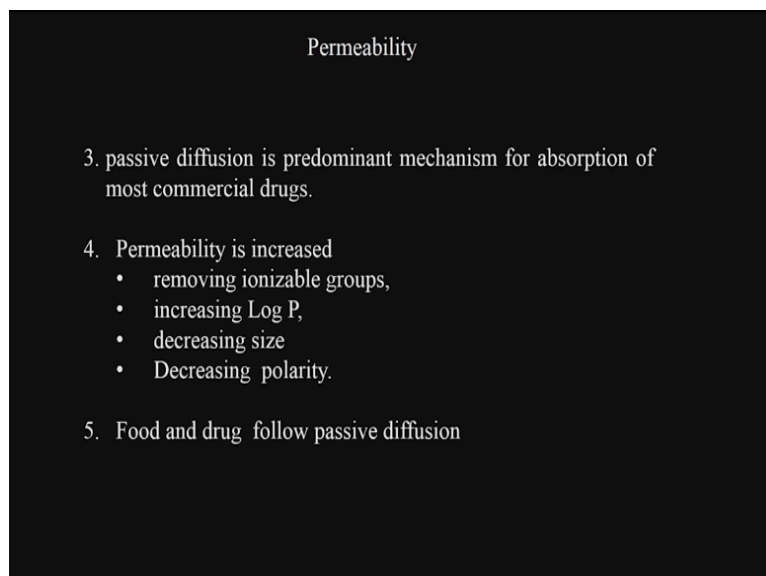 Permeability
3. passive diffusion is predominant mechanism for absorption of
most commercial drugs.
4. Permeability is increased
• removing ionizable groups,
• increasing Log P,
• decreasing size
• Decreasing polarity.
5. Food and drug follow passive diffusion